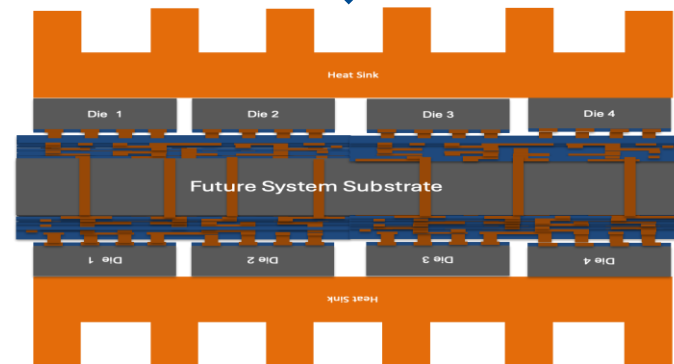 Heat Sink
Die 1
Die 2
Die 3
Die 4
Future System Substrate
Die 1
Die 2
Die 3
Die 4
Heat Sink